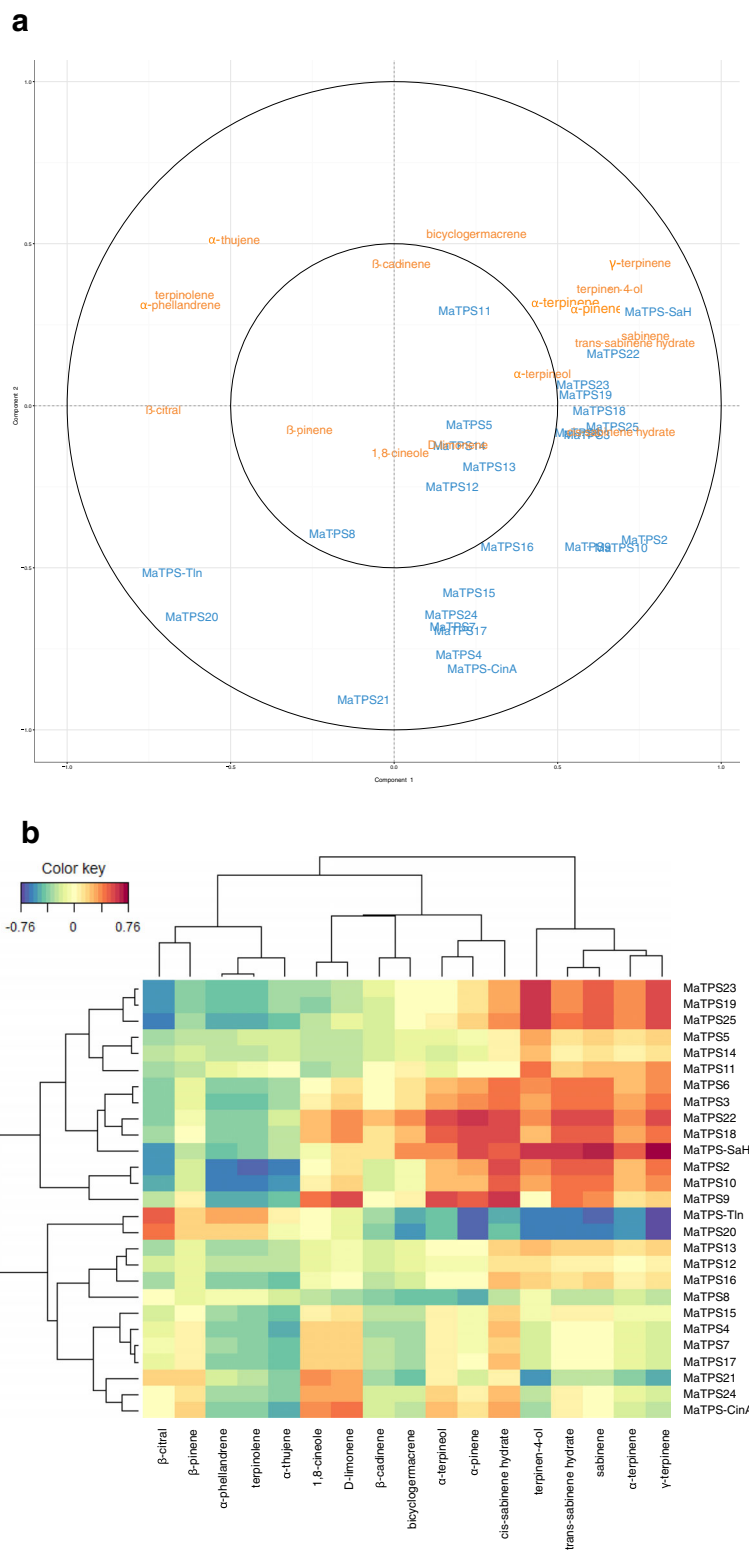 a
1.0
α-thujene
bicyclogermacrene
0.5
ß-cadinene
γ-terpinene
terpinolene
terpinen-4-ol
α-phellandrene
α-terpinene
α-pinene
MaTPS11
MaTPS-SaH
sabinene
trans-sabinene hydrate
MaTPS22
α-terpineol
MaTPS23
MaTPS19
Component 2
0.0
ß-citral
MaTPS18
ß-pinene
MaTPS5
MaTPS25
MaTPS3
MaTPS14
1,8-cineole
MaTPS13
MaTPS12
MaTPS8
MaTPS16
MaTPS2
MaTPS10
−0.5
MaTPS-Tln
MaTPS15
MaTPS20
MaTPS24
MaTPS7
MaTPS17
MaTPS4
MaTPS-CinA
MaTPS21
−1.0
−1.0
−0.5
0.0
0.5
1.0
Component 1
b
Color key
-0.76 0 0.76
MaTPS23
MaTPS19
MaTPS25
MaTPS5
MaTPS14
MaTPS11
MaTPS6
MaTPS3
MaTPS22
MaTPS18
MaTPS-SaH
MaTPS2
MaTPS10
MaTPS9
MaTPS-Tln
MaTPS20
MaTPS13
MaTPS12
MaTPS16
MaTPS8
MaTPS15
MaTPS4
MaTPS7
MaTPS17
MaTPS21
MaTPS24
MaTPS-CinA
β-citral
β-pinene
α-phellandrene
terpinolene
α-thujene
1,8-cineole
D-limonene
β-cadinene
bicyclogermacrene
α-terpineol
α-pinene
cis-sabinene hydrate
terpinen-4-ol
trans-sabinene hydrate
sabinene
α-terpinene
γ-terpinene